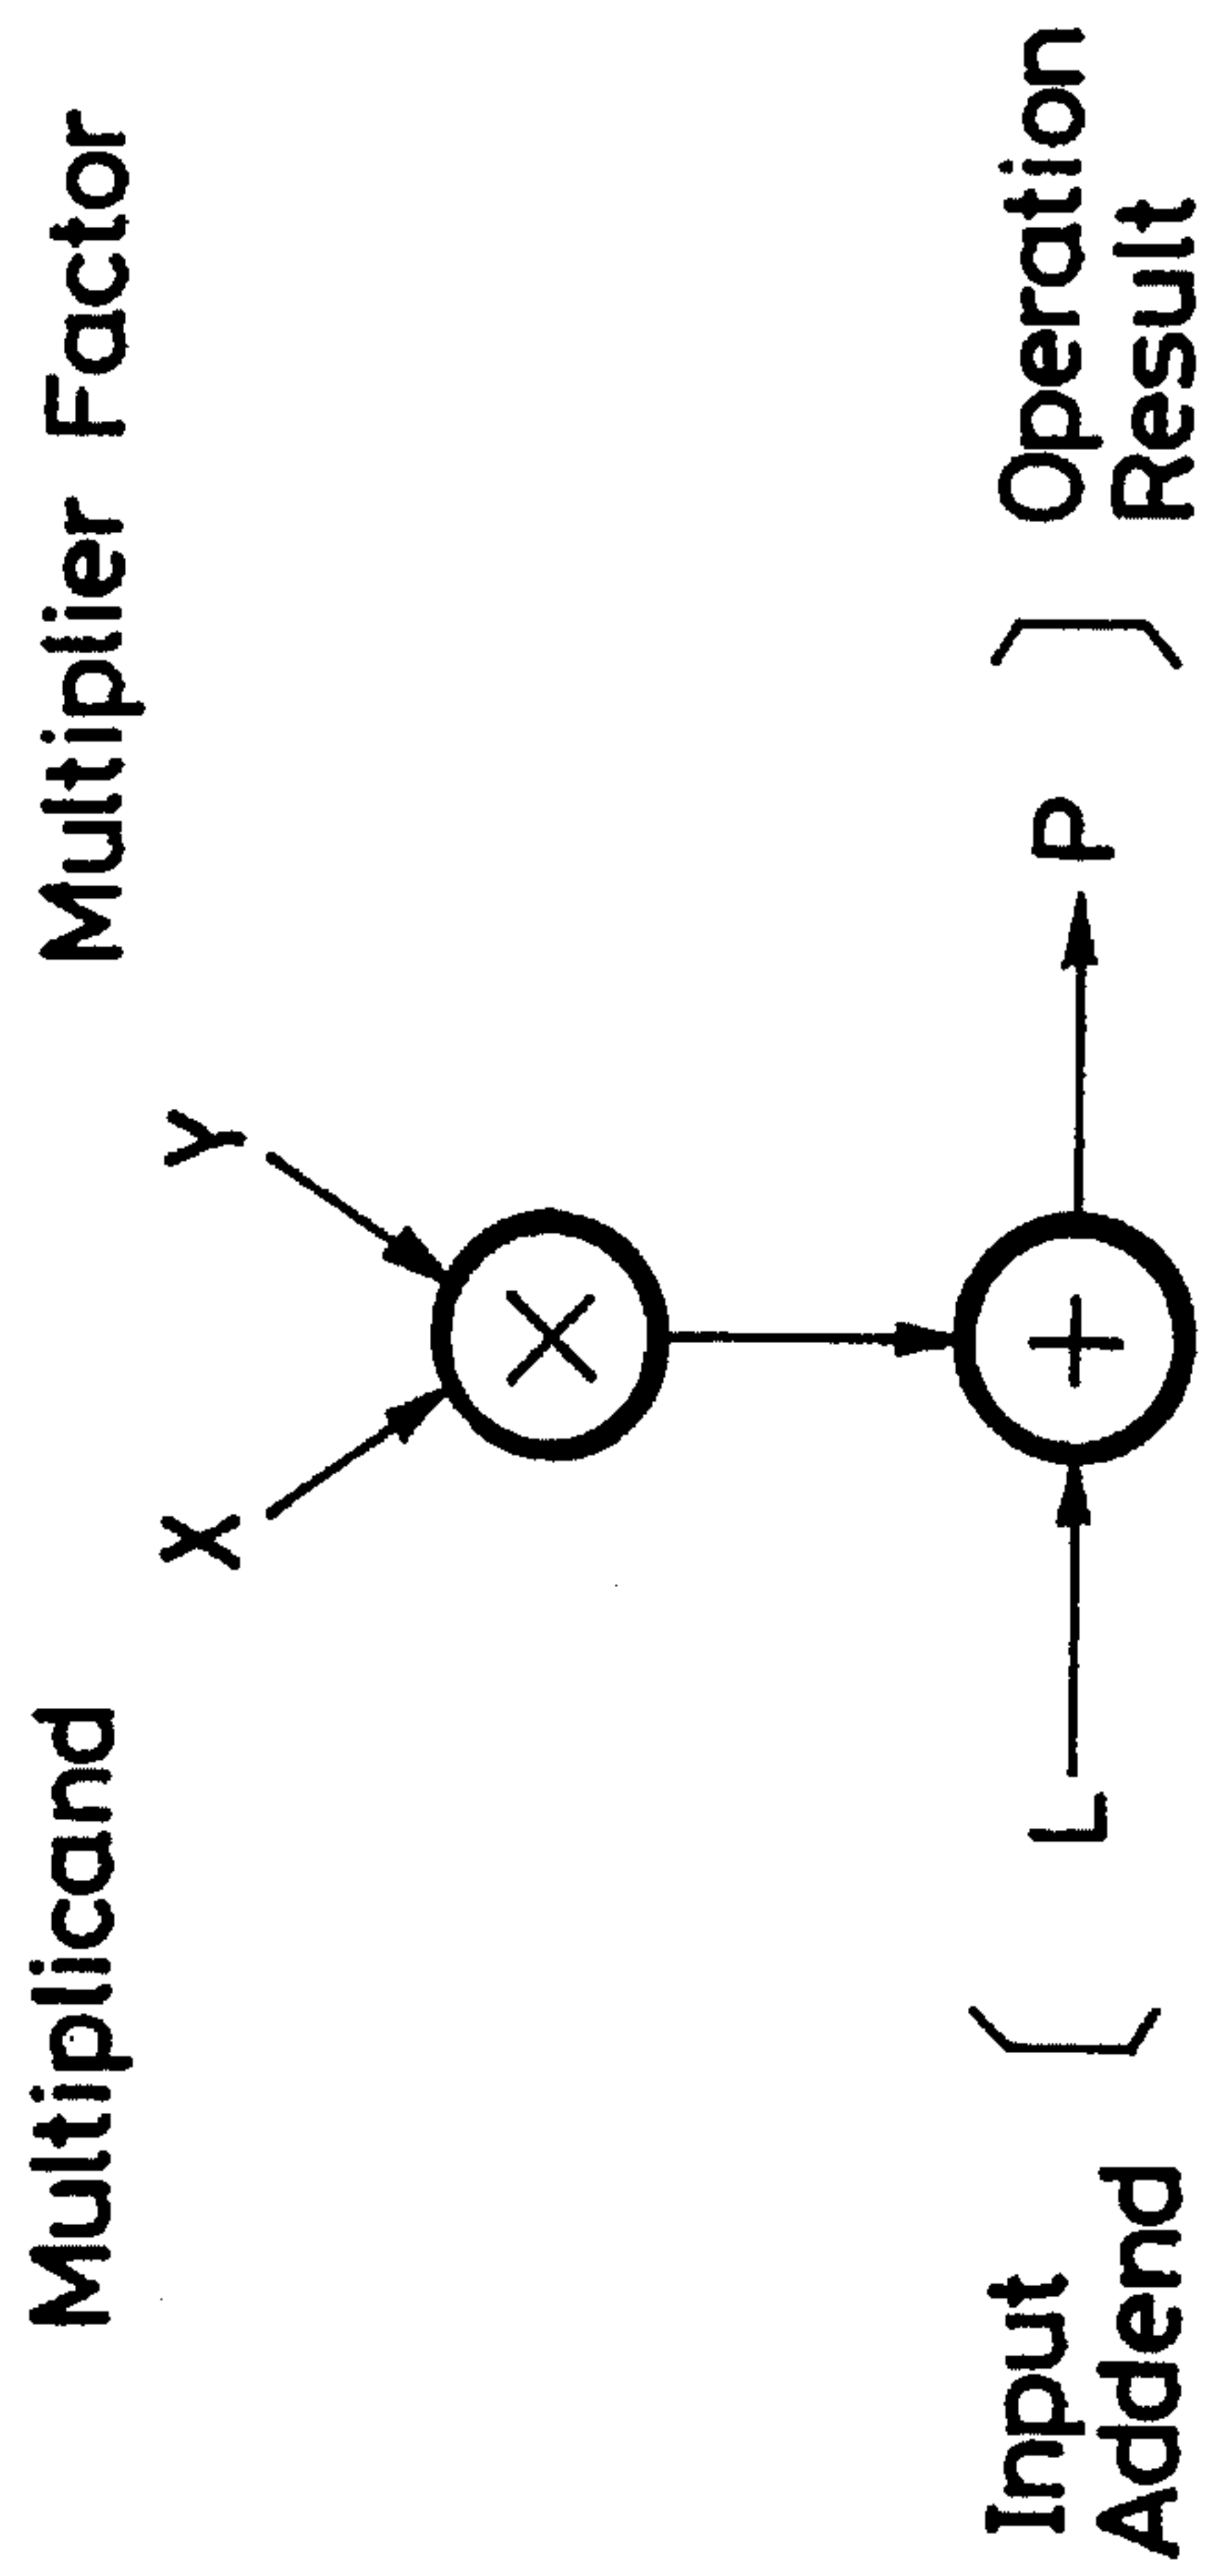 Multiplicand Multiplier Factor
X Y
×
Input Addend ( L + P ) Operation Result